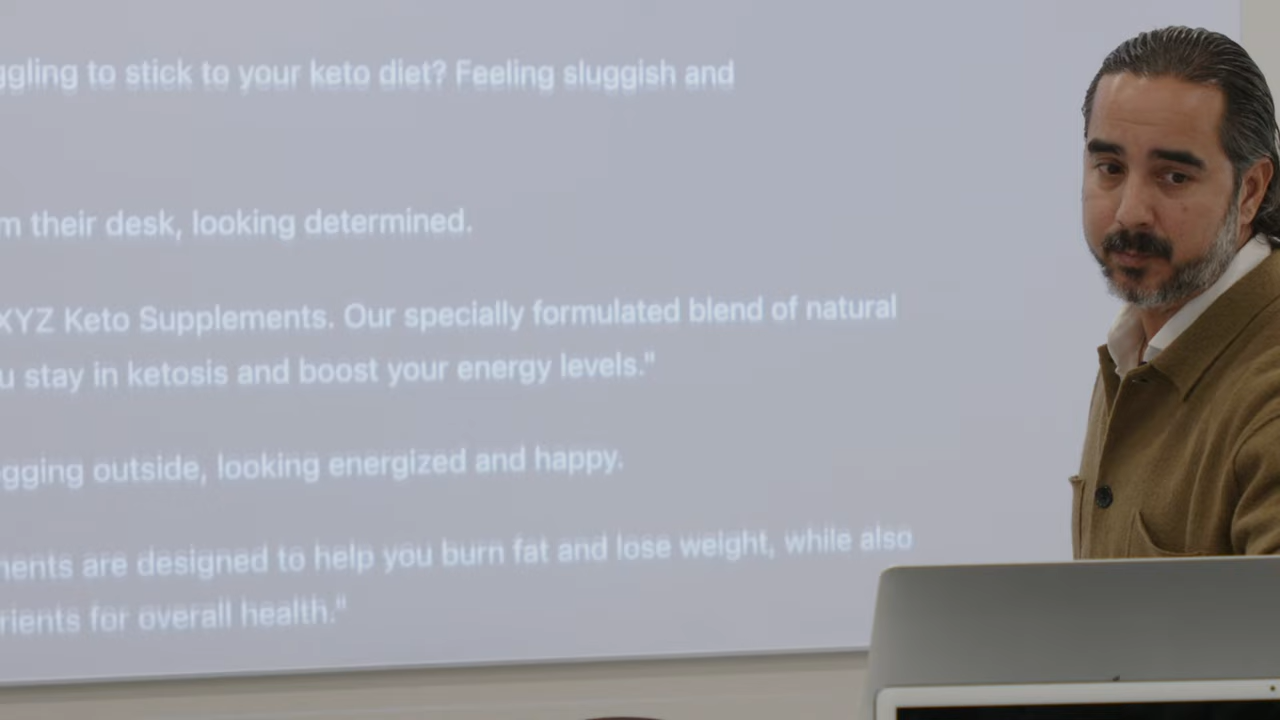 ggling to stick to your keto diet? Feeling sluggish and
m their desk, looking determined.
XYZ Keto Supplements. Our specially formulated blend of natural
u stay in ketosis and boost your energy levels."
gging outside, looking energized and happy.
ments are designed to help you burn fat and lose weight, while also
rients for overall health."